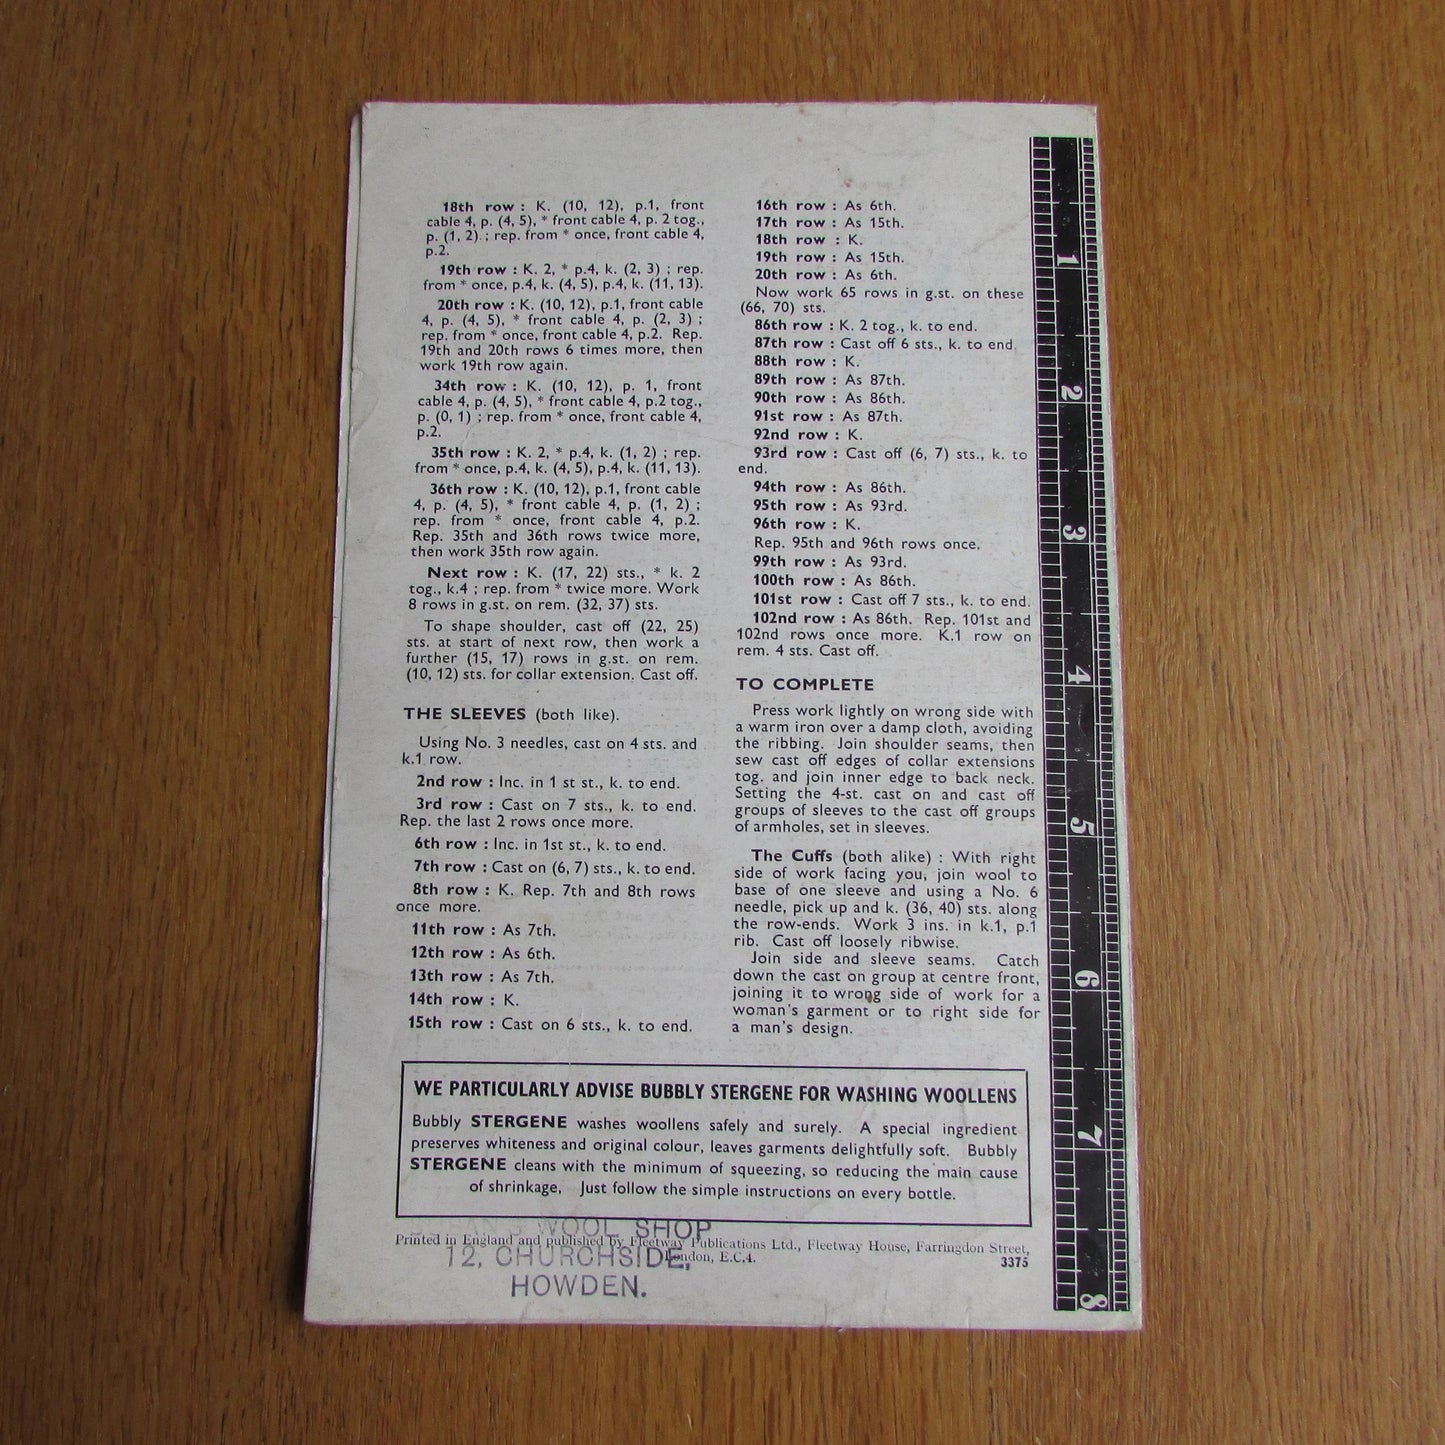 18th row : K. (10, 12), p.1, front
cable 4, p. (4, 5), * front cable 4, p. 2 tog.,
p. (1, 2) ; rep. from * once, front cable 4,
p.2.
19th row : K. 2, * p.4, k. (2, 3) ; rep.
from * once, p.4, k. (4, 5), p.4, k. (11, 13).
20th row : K. (10, 12), p.1, front cable
4, p. (4, 5), * front cable 4, p. (2, 3) ;
rep. from * once, front cable 4, p.2. Rep.
19th and 20th rows 6 times more, then
work 19th row again.
34th row : K. (10, 12), p. 1, front
cable 4, p. (4, 5), * front cable 4, p.2 tog.,
p. (0, 1) ; rep. from * once, front cable 4,
p.2.
35th row : K. 2, * p.4, k. (1, 2) ; rep.
from * once, p.4, k. (4, 5), p.4, k. (11, 13).
36th row : K. (10, 12), p.1, front cable
4, p. (4, 5), * front cable 4, p. (1, 2) ;
rep. from * once, front cable 4, p.2.
Rep. 35th and 36th rows twice more,
then work 35th row again.
Next row : K. (17, 22) sts., * k. 2
tog., k.4 ; rep. from * twice more. Work
8 rows in g.st. on rem. (32, 37) sts.
To shape shoulder, cast off (22, 25)
sts. at start of next row, then work a
further (15, 17) rows in g.st. on rem.
(10, 12) sts. for collar extension. Cast off.
THE SLEEVES (both like).
Using No. 3 needles, cast on 4 sts. and
k.1 row.
2nd row : Inc. in 1 st st., k. to end.
3rd row : Cast on 7 sts., k. to end.
Rep. the last 2 rows once more.
6th row : Inc. in 1st st., k. to end.
7th row : Cast on (6, 7) sts., k. to end.
8th row : K. Rep. 7th and 8th rows
once more.
11th row : As 7th.
12th row : As 6th.
13th row : As 7th.
14th row : K.
15th row : Cast on 6 sts., k. to end.
16th row : As 6th.
17th row : As 15th.
18th row : K.
19th row : As 15th.
20th row : As 6th.
Now work 65 rows in g.st. on these
(66, 70) sts.
86th row : K. 2 tog., k. to end.
87th row : Cast off 6 sts., k. to end.
88th row : K.
89th row : As 87th.
90th row : As 86th.
91st row : As 87th.
92nd row : K.
93rd row : Cast off (6, 7) sts., k. to
end.
94th row : As 86th.
95th row : As 93rd.
96th row : K.
Rep. 95th and 96th rows once.
99th row : As 93rd.
100th row : As 86th.
101st row : Cast off 7 sts., k. to end.
102nd row : As 86th. Rep. 101st and
102nd rows once more. K.1 row on
rem. 4 sts. Cast off.
TO COMPLETE
Press work lightly on wrong side with
a warm iron over a damp cloth, avoiding
the ribbing. Join shoulder seams, then
sew cast off edges of collar extensions
tog. and join inner edge to back neck.
Setting the 4-st. cast on and cast off
groups of sleeves to the cast off groups
of armholes, set in sleeves.
The Cuffs (both alike) : With right
side of work facing you, join wool to
base of one sleeve and using a No. 6
needle, pick up and k. (36, 40) sts. along
the row-ends. Work 3 ins. in k.1, p.1
rib. Cast off loosely ribwise.
Join side and sleeve seams. Catch
down the cast on group at centre front,
joining it to wrong side of work for a
woman's garment or to right side for
a man's design.
WE PARTICULARLY ADVISE BUBBLY STERGENE FOR WASHING WOOLLENS
Bubbly STERGENE washes woollens safely and surely. A special ingredient
preserves whiteness and original colour, leaves garments delightfully soft. Bubbly
STERGENE cleans with the minimum of squeezing, so reducing the main cause
of shrinkage. Just follow the simple instructions on every bottle.
Printed in England and published by Fleetway Publications Ltd., Fleetway House, Farringdon Street,
London, E.C.4.
3375
WOOL SHOP
12, CHURCHSIDE,
HOWDEN.
1
2
3
4
5
6
7
8